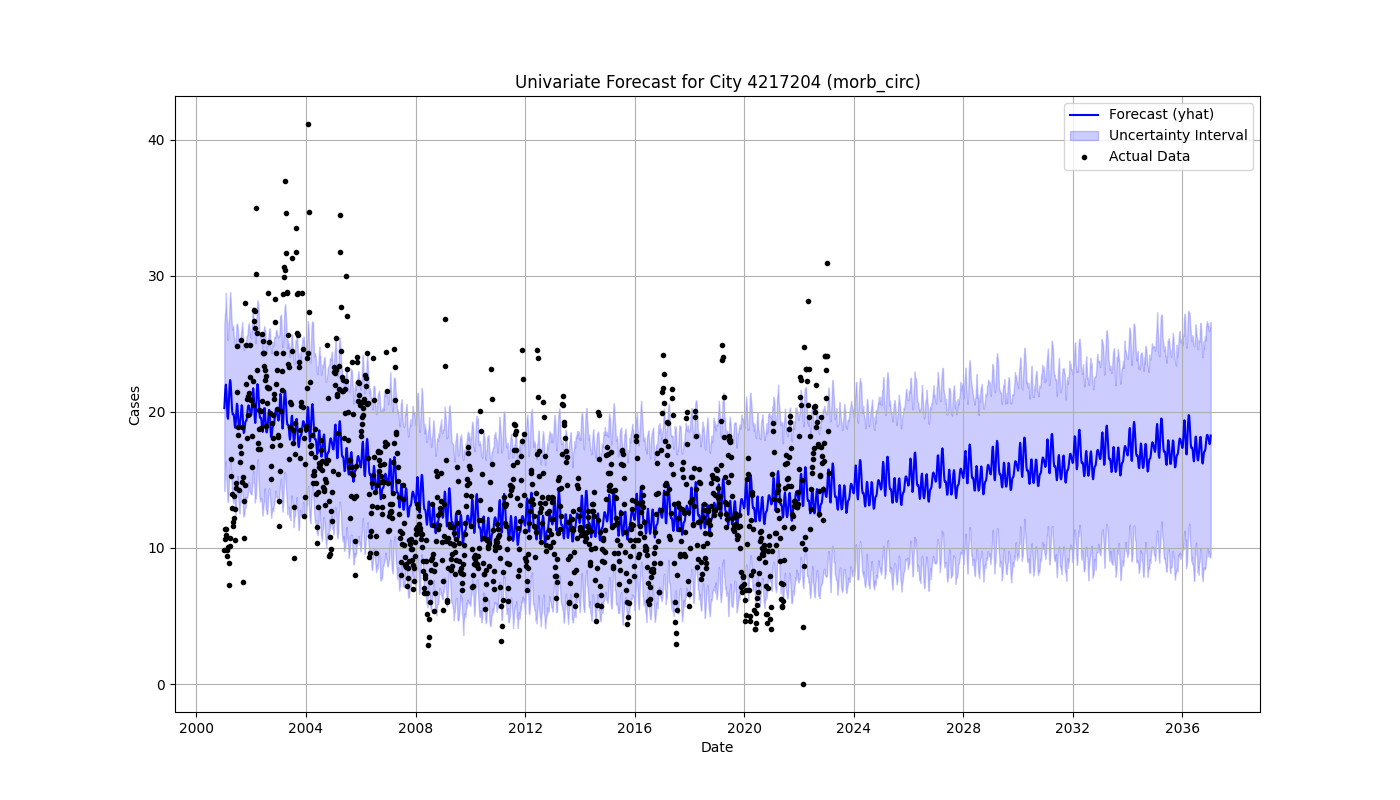 Univariate Forecast for City 4217204 (morb_circ)
Forecast (yhat)
Uncertainty Interval
Actual Data
Cases
40
30
20
10
0
2000 2004 2008 2012 2016 2020 2024 2028 2032 2036
Date